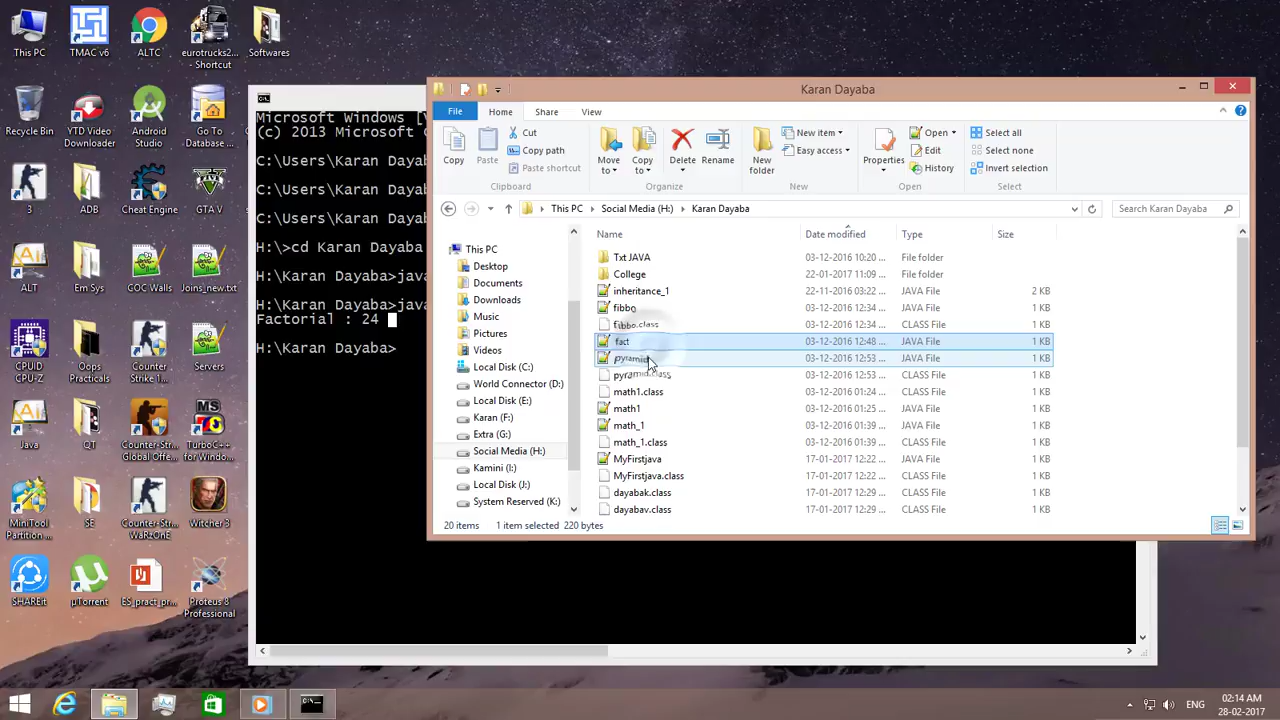 This PC
TMAC v6
ALTC
eurotrucks2...
- Shortcut
Softwares
Recycle Bin
YTD Video
Downloader
Android
Studio
Go To
Database ...
3
ADB
Cheat Engine
GTA V
ALT
Em Sys
GOC Walls
Joins_new.txt
CPUID
CPU-Z
Oops
Practicals
Counter
Strike 1...
Servers
Java
QT
Counter-Str...
Global Offe...
TurboC++
for Windo...
MiniTool
Partition ...
SE
Counter-Str...
WaRzOnE
Witcher 3
SHAREit
µTorrent
ES_pract_pr...
Proteus 8
Professional
Microsoft Windows [V
(c) 2013 Microsoft C
C:\Users\Karan Dayab
C:\Users\Karan Dayab
C:\Users\Karan Dayab
H:\>cd Karan Dayaba
H:\Karan Dayaba>java
H:\Karan Dayaba>java
Factorial : 24
H:\Karan Dayaba>
Karan Dayaba
File Home Share View
Copy
Paste
Cut
Copy path
Paste shortcut
Clipboard
Move
to
Copy
to
Delete
Rename
Organize
New
folder
New item
Easy access
New
Properties
Open
Edit
History
Open
Select all
Select none
Invert selection
Select
This PC
Social Media (H:)
Karan Dayaba
Search Karan Dayaba
This PC
Desktop
Documents
Downloads
Music
Pictures
Videos
Local Disk (C:)
World Connector (D:)
Local Disk (E:)
Karan (F:)
Extra (G:)
Social Media (H:)
Kamini (I:)
Local Disk (J:)
System Reserved (K:)
Name Date modified Type Size
Txt JAVA 03-12-2016 10:20 ... File folder
College 22-01-2017 11:09 ... File folder
inheritance_1 22-11-2016 03:22 ... JAVA File 2 KB
fibbo 03-12-2016 12:34 ... JAVA File 1 KB
fibbo.class 03-12-2016 12:34 ... CLASS File 1 KB
fact 03-12-2016 12:48 ... JAVA File 1 KB
pyramid 03-12-2016 12:53 ... JAVA File 1 KB
pyramid.class 03-12-2016 12:53 ... CLASS File 1 KB
math1.class 03-12-2016 01:24 ... CLASS File 1 KB
math1 03-12-2016 01:25 ... JAVA File 1 KB
math_1 03-12-2016 01:39 ... JAVA File 1 KB
math_1.class 03-12-2016 01:39 ... CLASS File 1 KB
MyFirstjava 17-01-2017 12:22 ... JAVA File 1 KB
MyFirstjava.class 17-01-2017 12:22 ... CLASS File 1 KB
dayabak.class 17-01-2017 12:29 ... CLASS File 1 KB
dayabav.class 17-01-2017 12:29 ... CLASS File 1 KB
20 items 1 item selected 220 bytes
ENG
02:14 AM
28-02-2017